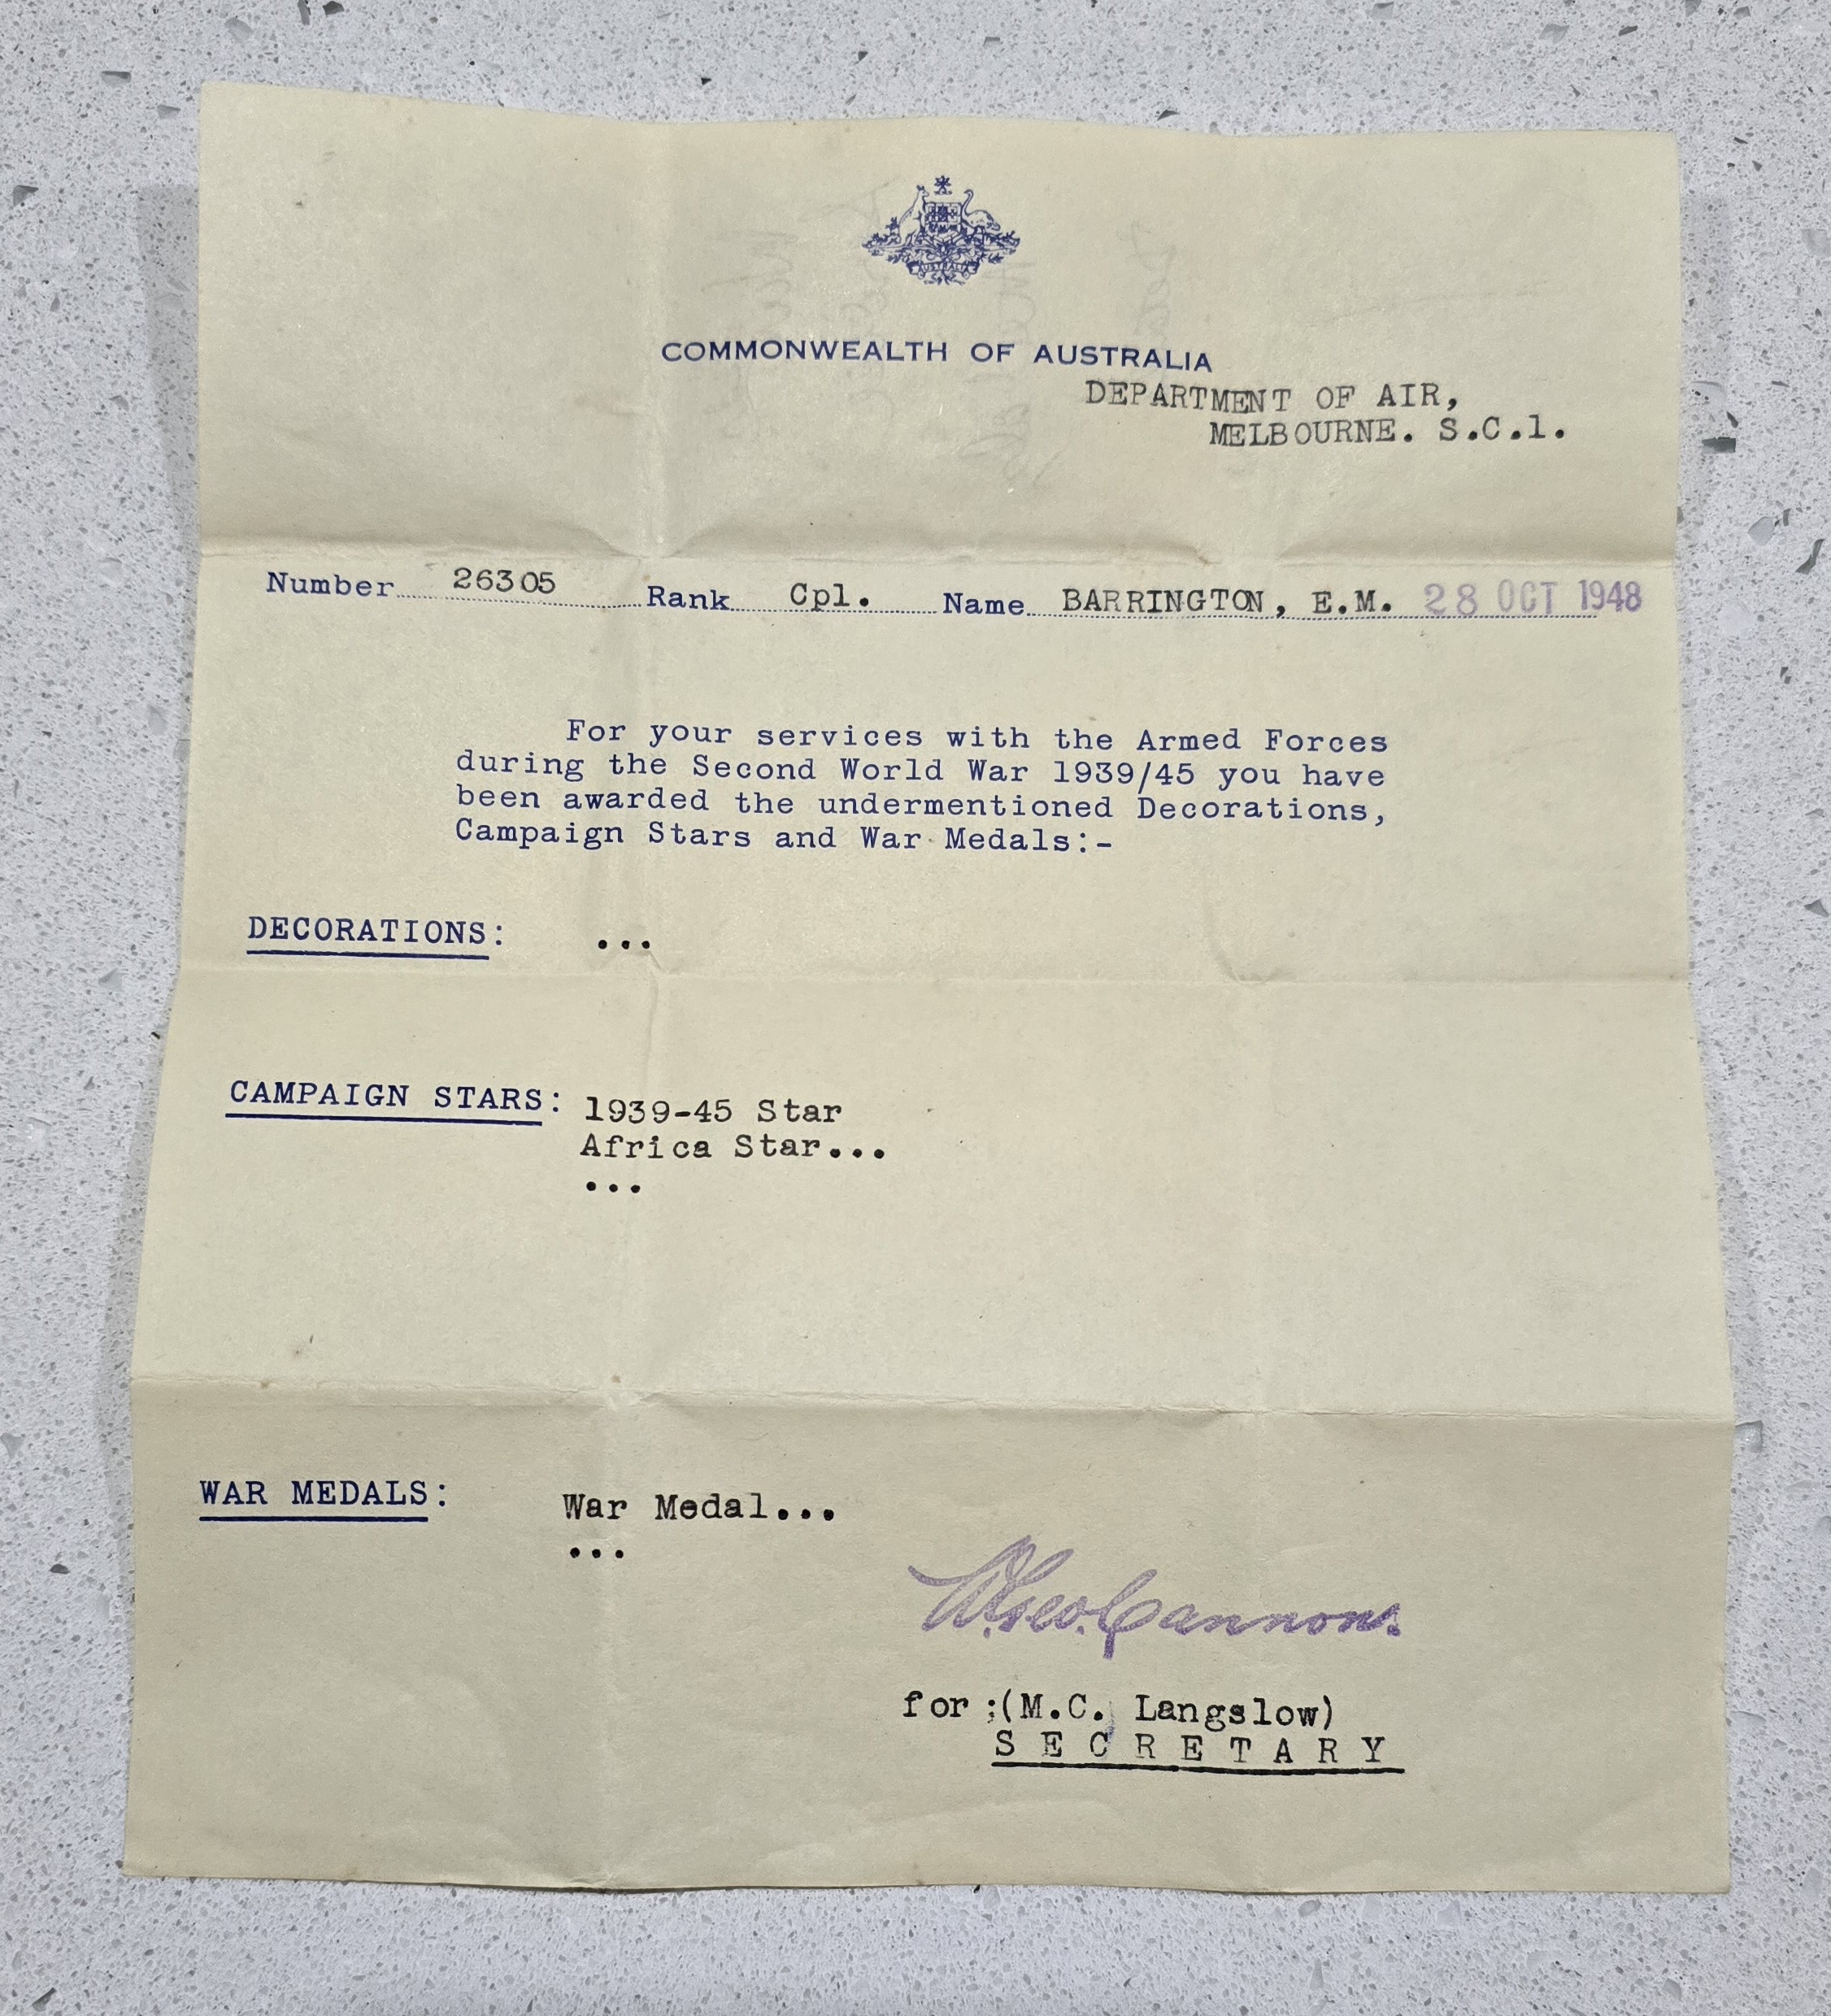 AUSTRALIA
COMMONWEALTH OF AUSTRALIA
DEPARTMENT OF AIR,
MELBOURNE. S.C.1.
Number 26305 Rank Cpl. Name BARRINGTON, E.M. 28 OCT 1948
For your services with the Armed Forces
during the Second World War 1939/45 you have
been awarded the undermentioned Decorations,
Campaign Stars and War Medals:-
DECORATIONS: ...
CAMPAIGN STARS: 1939-45 Star
Africa Star...
...
WAR MEDALS: War Medal...
...
Cannon.
for ;(M.C. Langslow)
SECRETARY